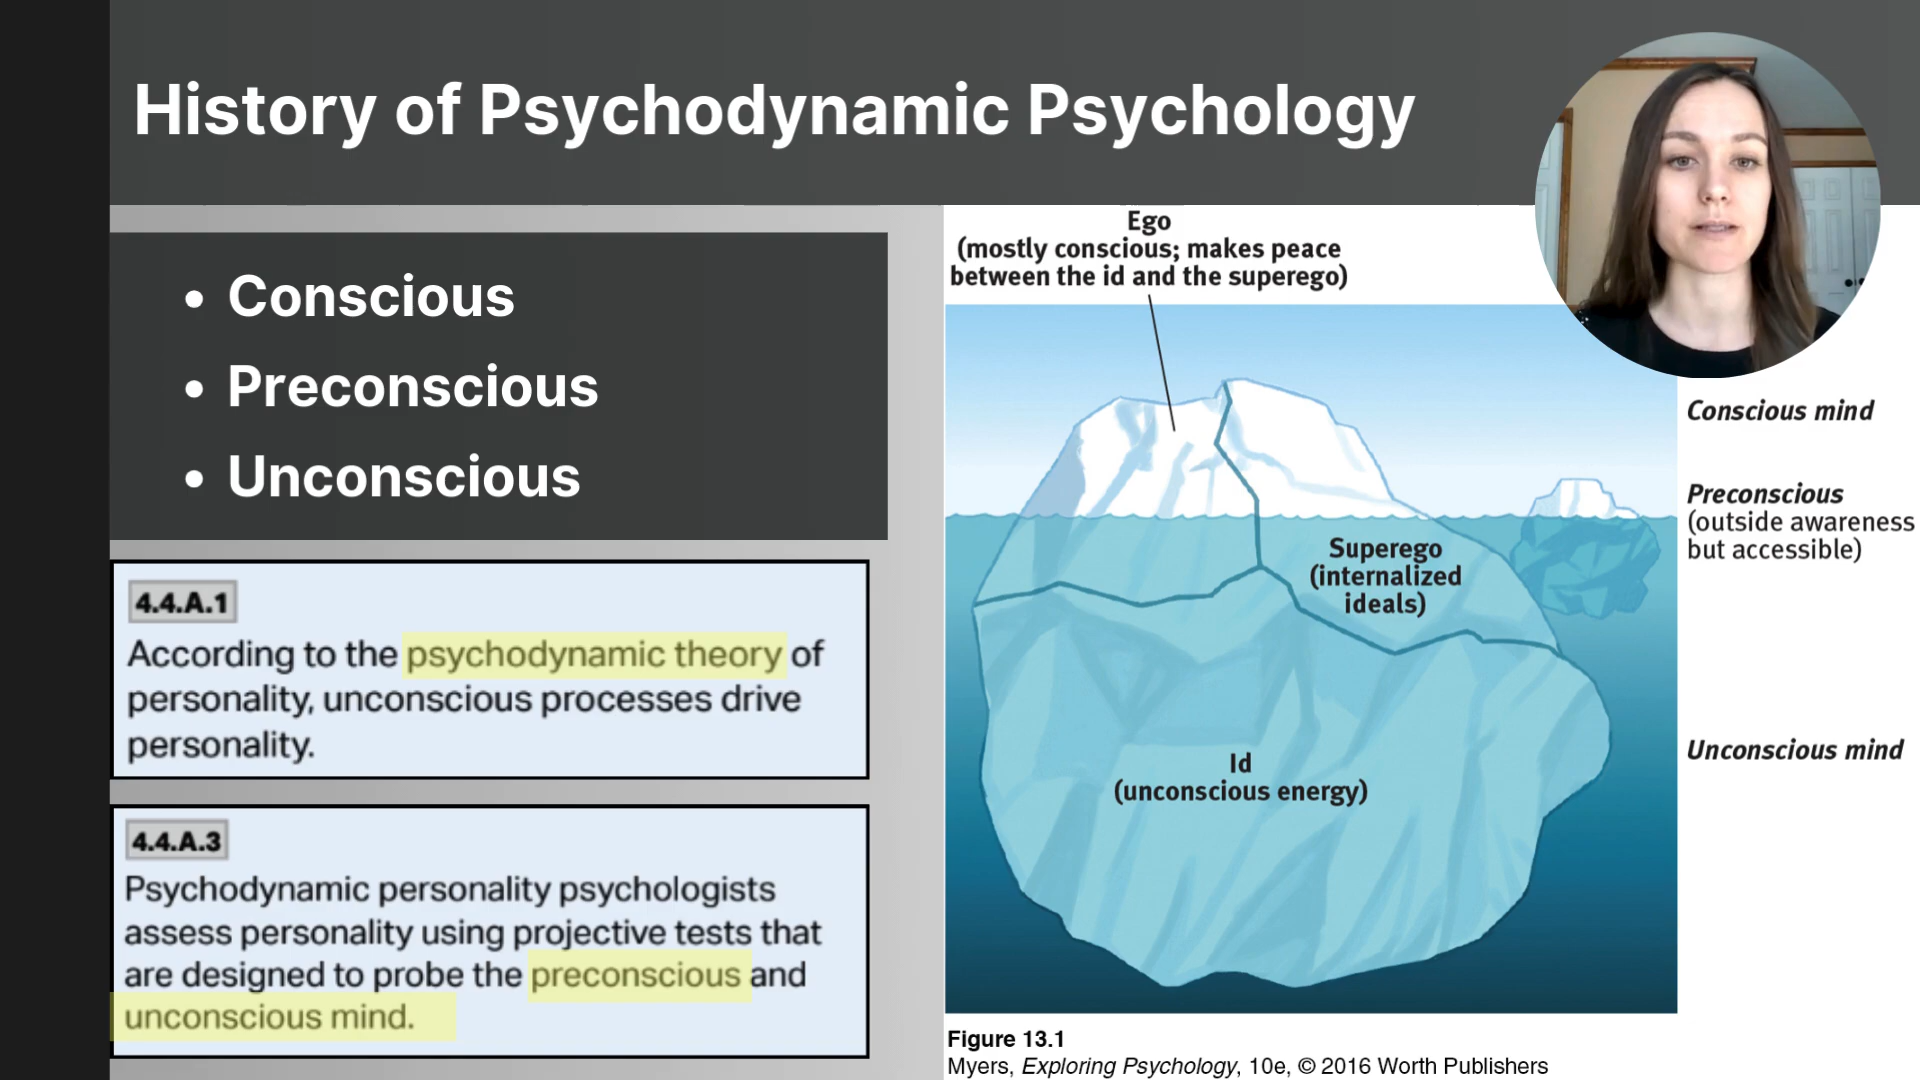 History of Psychodynamic Psychology
• Conscious
• Preconscious
• Unconscious
4.4.A.1
According to the psychodynamic theory of
personality, unconscious processes drive
personality.
4.4.A.3
Psychodynamic personality psychologists
assess personality using projective tests that
are designed to probe the preconscious and
unconscious mind.
Ego
(mostly conscious; makes peace
between the id and the superego)
Conscious mind
Preconscious
(outside awareness
but accessible)
Superego
(internalized
ideals)
Unconscious mind
Id
(unconscious energy)
Figure 13.1
Myers, Exploring Psychology, 10e, © 2016 Worth Publishers